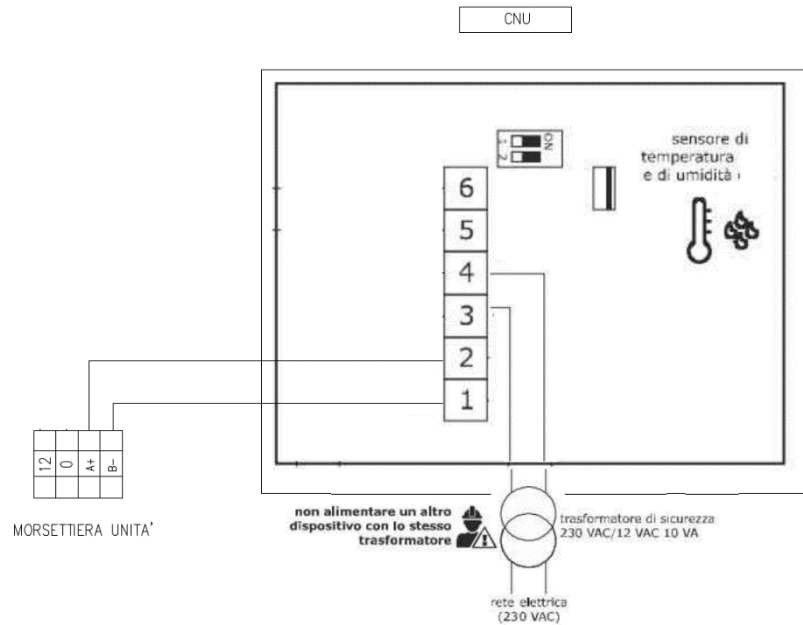 CNU
ON
1 2
sensore di
temperatura
e di umidità
6
5
4
3
2
1
12
0
A+
B-
MORSETTIERA UNITA'
non alimentare un altro
dispositivo con lo stesso
trasformatore
trasformatore di sicurezza
230 VAC/12 VAC 10 VA
rete elettrica
(230 VAC)